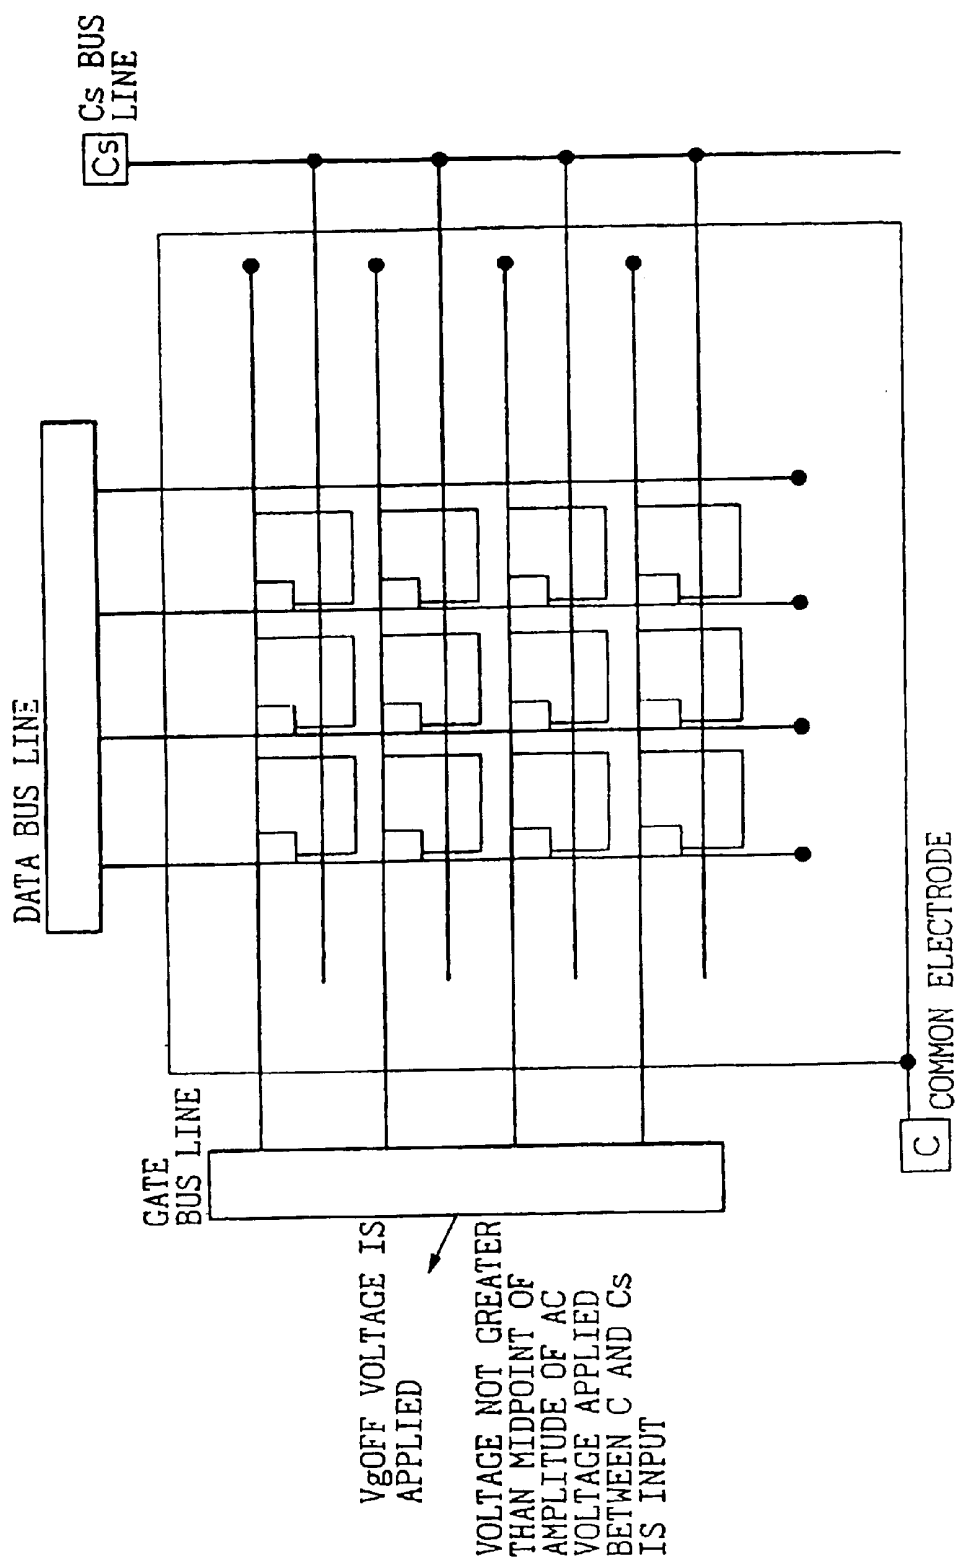 DATA BUS LINE
Cs
Cs BUS
LINE
GATE
BUS LINE
VgOFF VOLTAGE IS
APPLIED
VOLTAGE NOT GREATER
THAN MIDPOINT OF
AMPLITUDE OF AC
VOLTAGE APPLIED
BETWEEN C AND Cs
IS INPUT
C
COMMON ELECTRODE